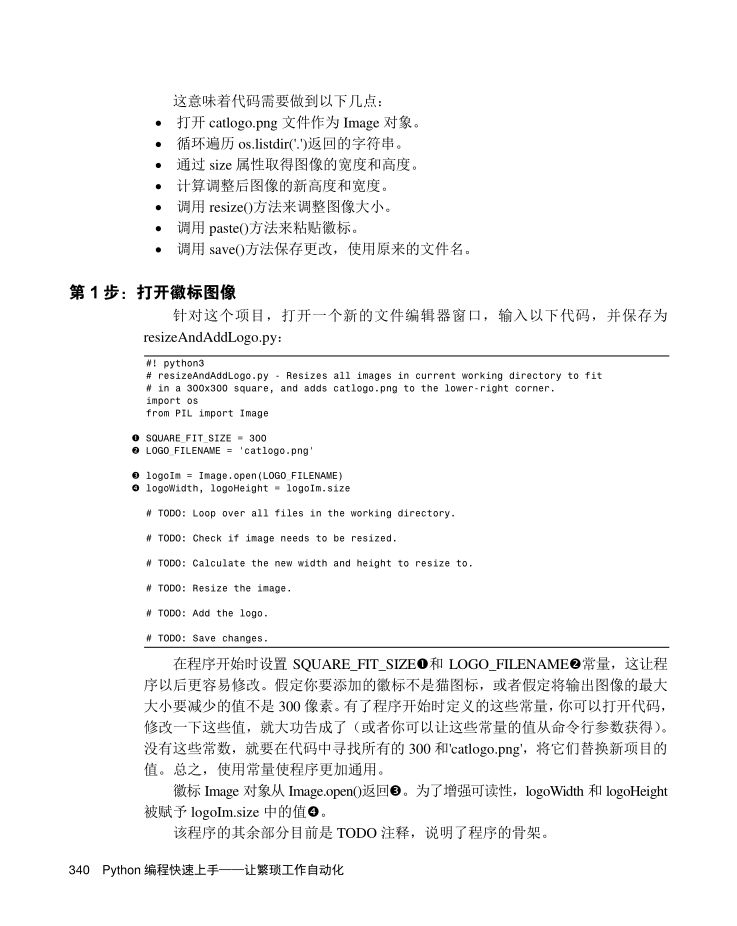 这意味着代码需要做到以下几点：
• 打开 catlogo.png 文件作为 Image 对象。
• 循环遍历 os.listdir('.')返回的字符串。
• 通过 size 属性取得图像的宽度和高度。
• 计算调整后图像的新高度和宽度。
• 调用 resize()方法来调整图像大小。
• 调用 paste()方法来粘贴徽标。
• 调用 save()方法保存更改，使用原来的文件名。
第 1 步：打开徽标图像
针对这个项目，打开一个新的文件编辑器窗口，输入以下代码，并保存为
resizeAndAddLogo.py：
#! python3
# resizeAndAddLogo.py - Resizes all images in current working directory to fit
# in a 300x300 square, and adds catlogo.png to the lower-right corner.
import os
from PIL import Image
❶ SQUARE_FIT_SIZE = 300
❷ LOGO_FILENAME = 'catlogo.png'
❸ logoIm = Image.open(LOGO_FILENAME)
❹ logoWidth, logoHeight = logoIm.size
# TODO: Loop over all files in the working directory.
# TODO: Check if image needs to be resized.
# TODO: Calculate the new width and height to resize to.
# TODO: Resize the image.
# TODO: Add the logo.
# TODO: Save changes.
在程序开始时设置 SQUARE_FIT_SIZE❶和 LOGO_FILENAME❷常量，这让程
序以后更容易修改。假定你要添加的徽标不是猫图标，或者假定将输出图像的最大
大小要减少的值不是 300 像素。有了程序开始时定义的这些常量，你可以打开代码，
修改一下这些值，就大功告成了（或者你可以让这些常量的值从命令行参数获得）。
没有这些常数，就要在代码中寻找所有的 300 和'catlogo.png'，将它们替换新项目的
值。总之，使用常量使程序更加通用。
徽标 Image 对象从 Image.open()返回❸。为了增强可读性，logoWidth 和 logoHeight
被赋予 logoIm.size 中的值❹。
该程序的其余部分目前是 TODO 注释，说明了程序的骨架。
340 Python 编程快速上手——让繁琐工作自动化